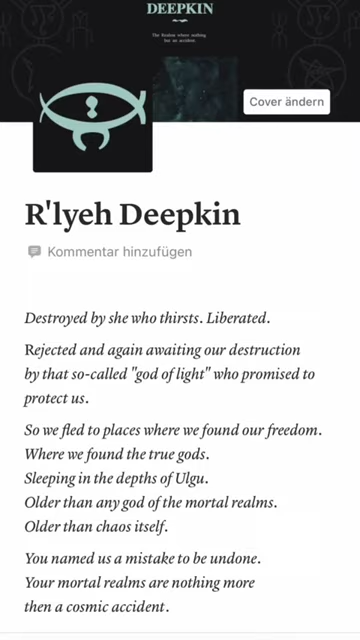 DEEPKIN
The Realm where nothing
but no accident.
Cover ändern
R'lyeh Deepkin
Kommentar hinzufügen
Destroyed by she who thirsts. Liberated.
Rejected and again awaiting our destruction
by that so-called "god of light" who promised to
protect us.
So we fled to places where we found our freedom.
Where we found the true gods.
Sleeping in the depths of Ulgu.
Older than any god of the mortal realms.
Older than chaos itself.
You named us a mistake to be undone.
Your mortal realms are nothing more
then a cosmic accident.